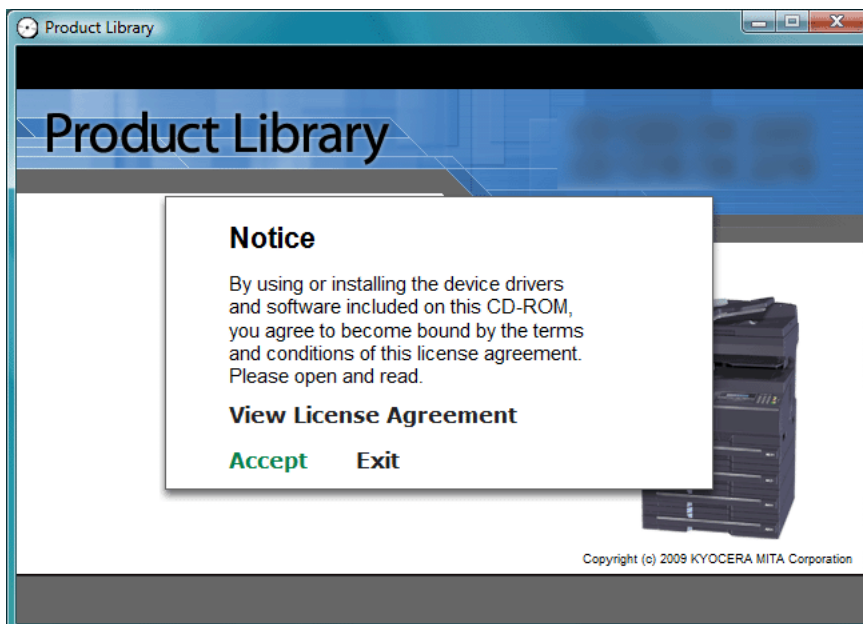 Product Library
Product Library
Notice
By using or installing the device drivers
and software included on this CD-ROM,
you agree to become bound by the terms
and conditions of this license agreement.
Please open and read.
View License Agreement
Accept Exit
Copyright (c) 2009 KYOCERA MITA Corporation